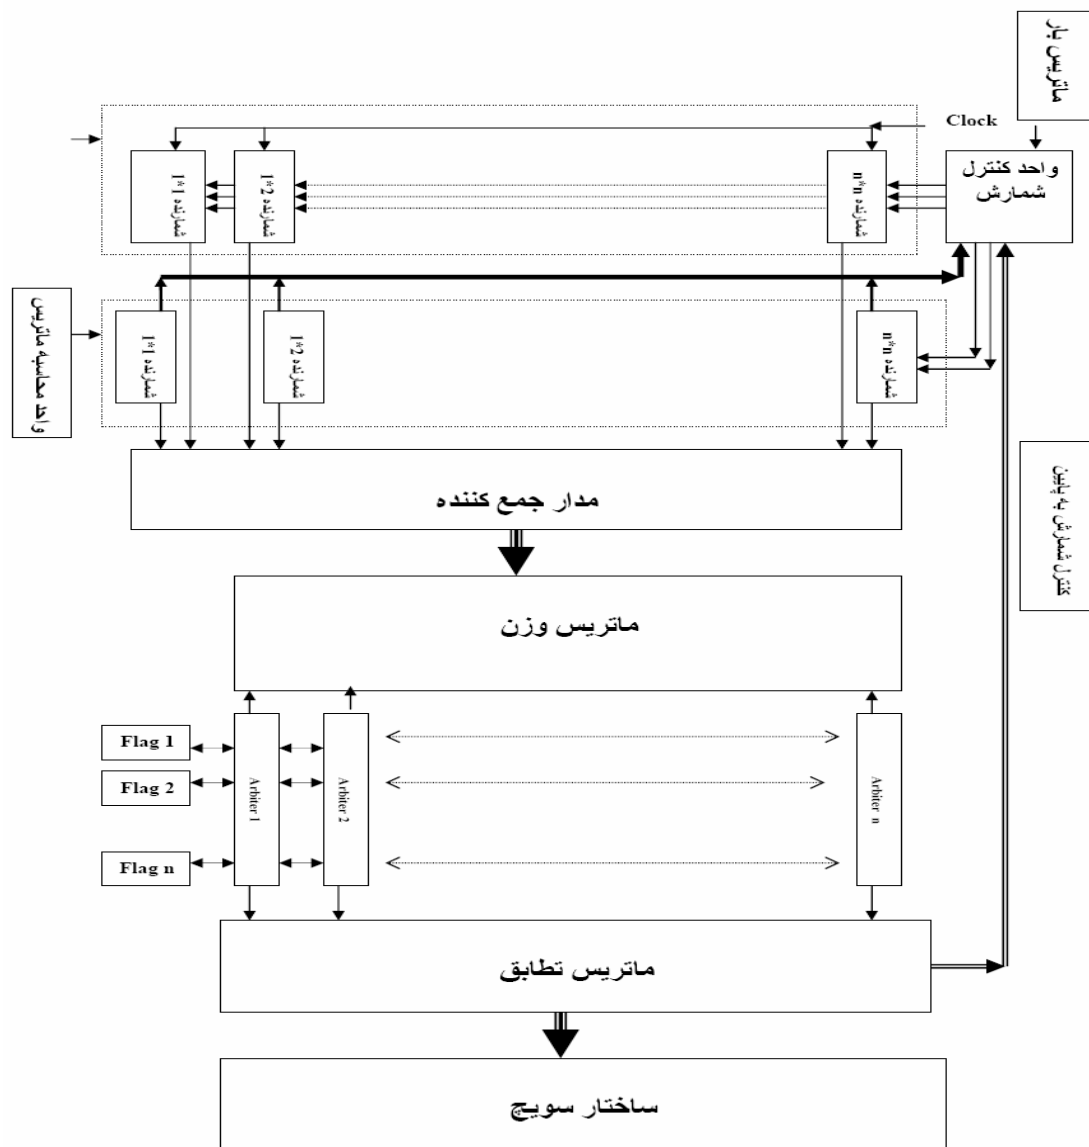 ماتریس بار
Clock
واحد کنترل
شمارش
شمارنده 1*1
شمارنده 1*2
شمارنده n*n
واحد محاسبه ماتریس
شمارنده 1*1
شمارنده 1*2
شمارنده n*n
مدار جمع کننده
کنترل شمارش به پایین
ماتریس وزن
Flag 1
Flag 2
Flag n
Arbiter 1
Arbiter 2
Arbiter n
ماتریس تطابق
ساختار سویچ